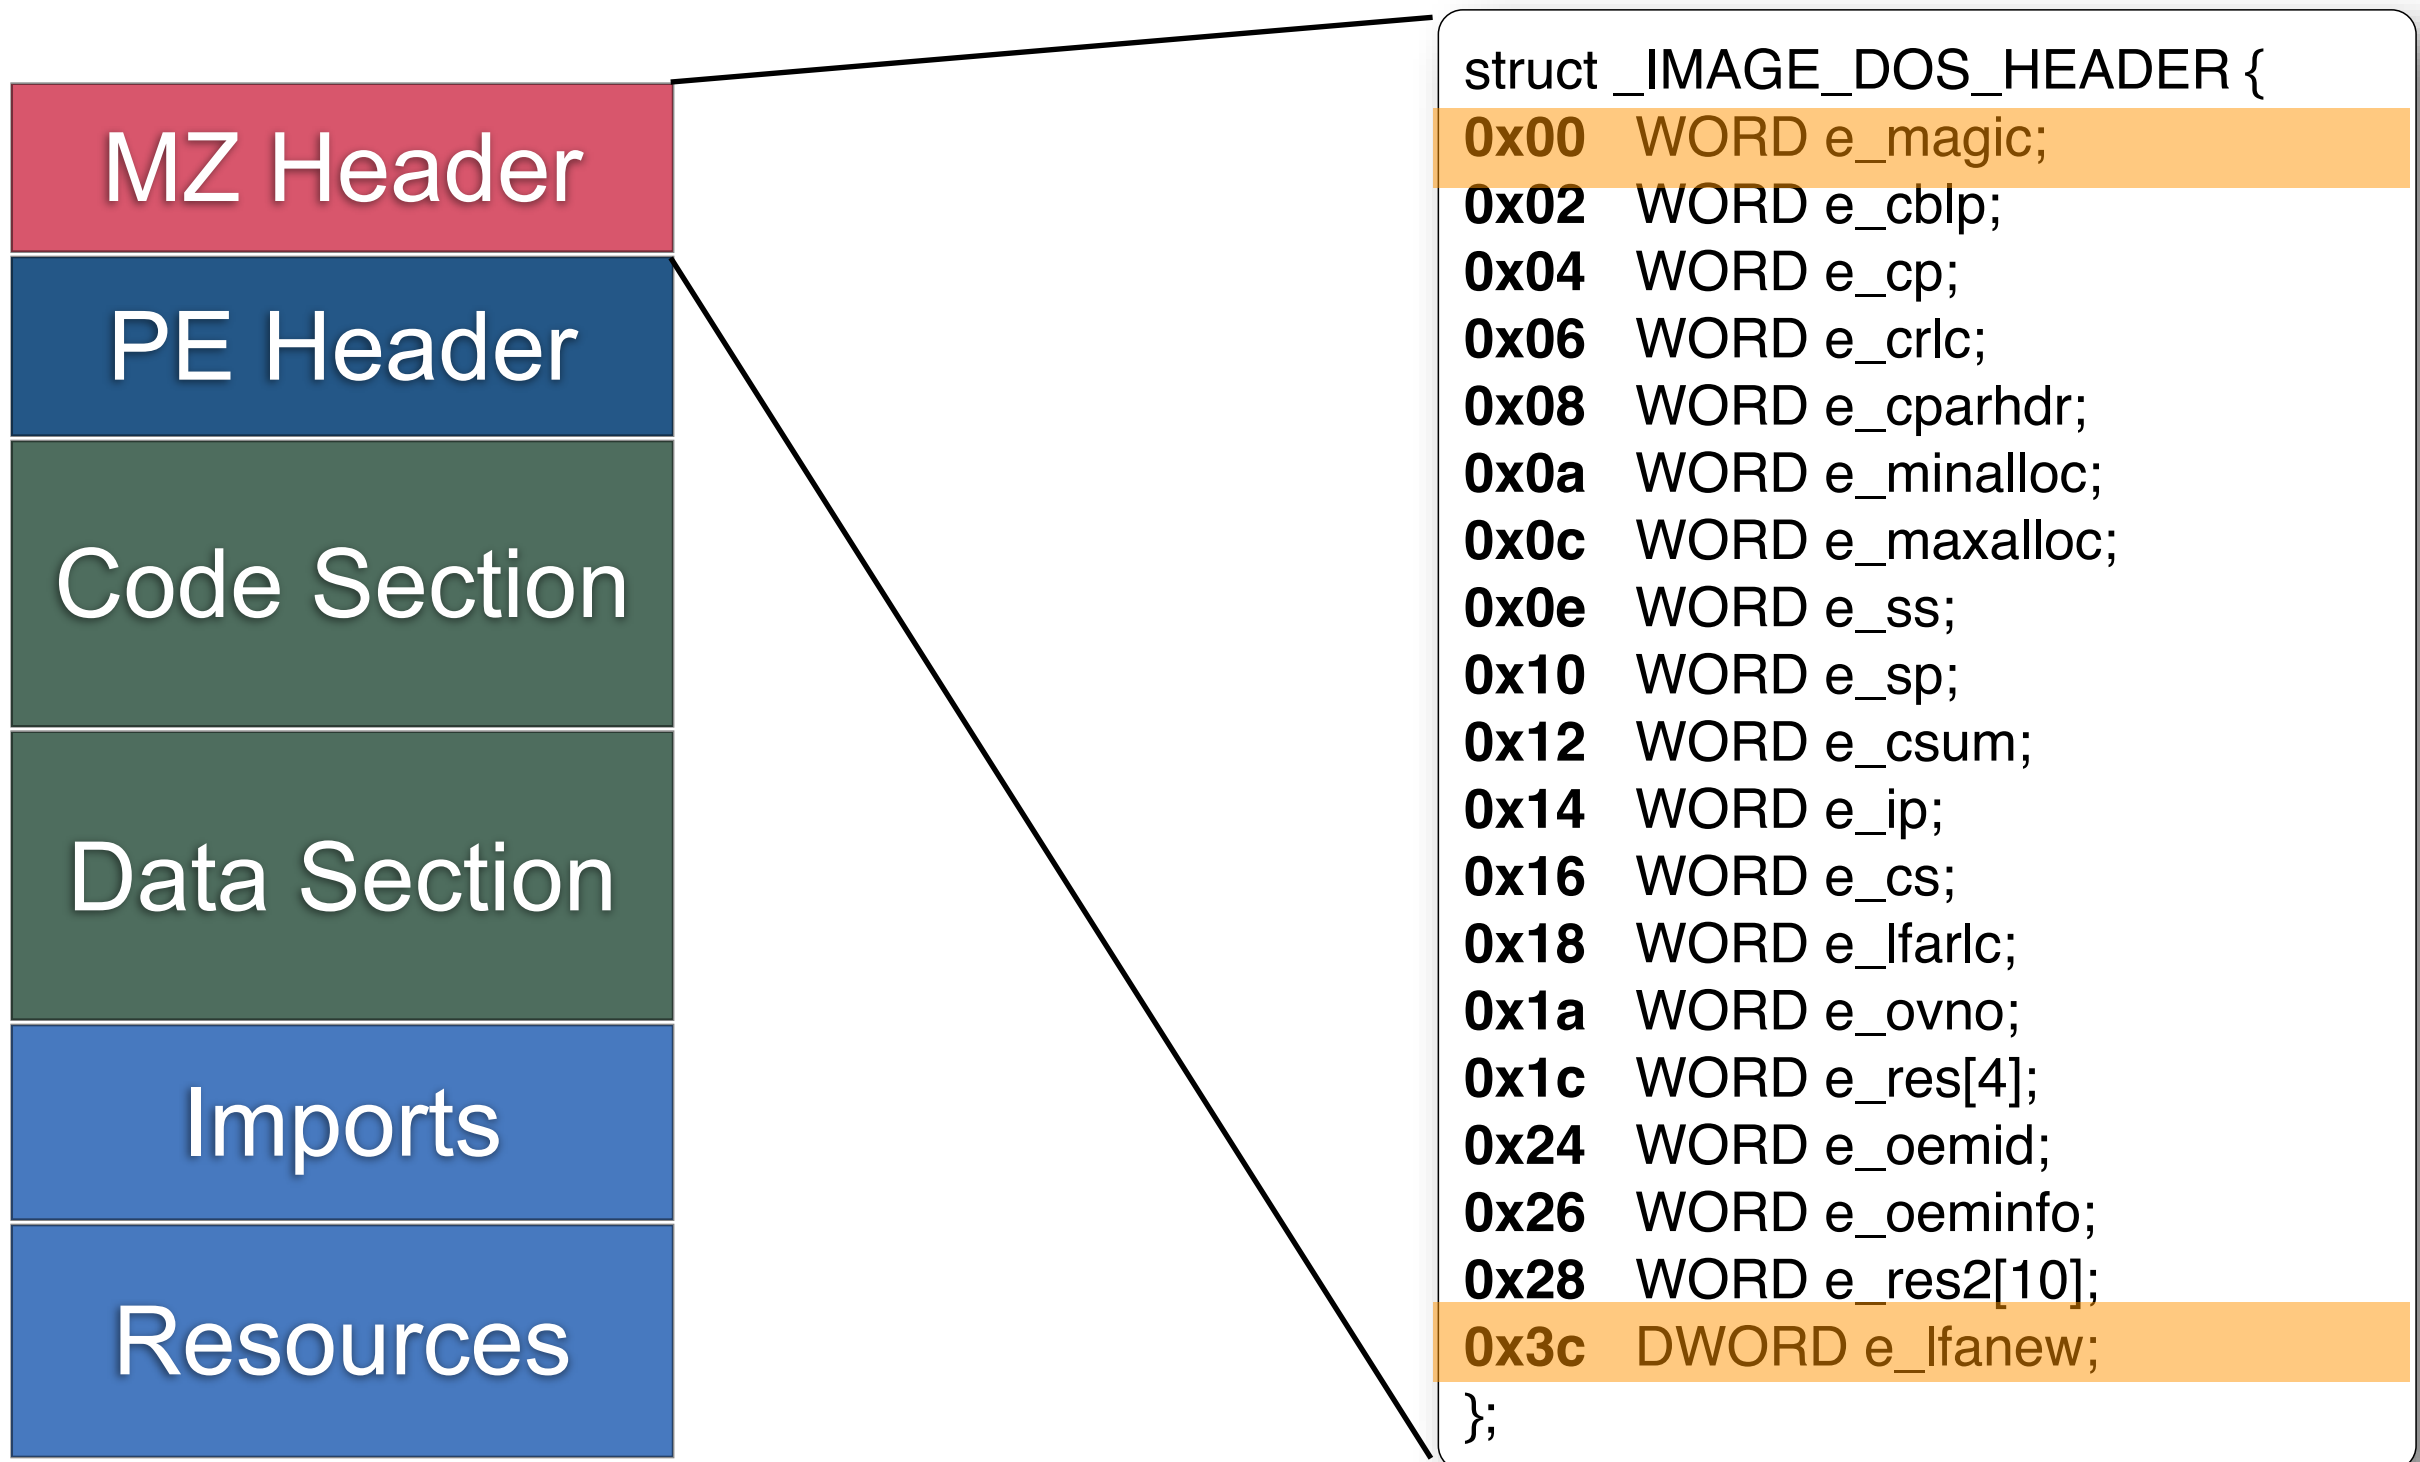 MZ Header
PE Header
Code Section
Data Section
Imports
Resources
struct _IMAGE_DOS_HEADER {
0x00 WORD e_magic;
0x02 WORD e_cblp;
0x04 WORD e_cp;
0x06 WORD e_crlc;
0x08 WORD e_cparhdr;
0x0a WORD e_minalloc;
0x0c WORD e_maxalloc;
0x0e WORD e_ss;
0x10 WORD e_sp;
0x12 WORD e_csum;
0x14 WORD e_ip;
0x16 WORD e_cs;
0x18 WORD e_lfarlc;
0x1a WORD e_ovno;
0x1c WORD e_res[4];
0x24 WORD e_oemid;
0x26 WORD e_oeminfo;
0x28 WORD e_res2[10];
0x3c DWORD e_lfanew;
};